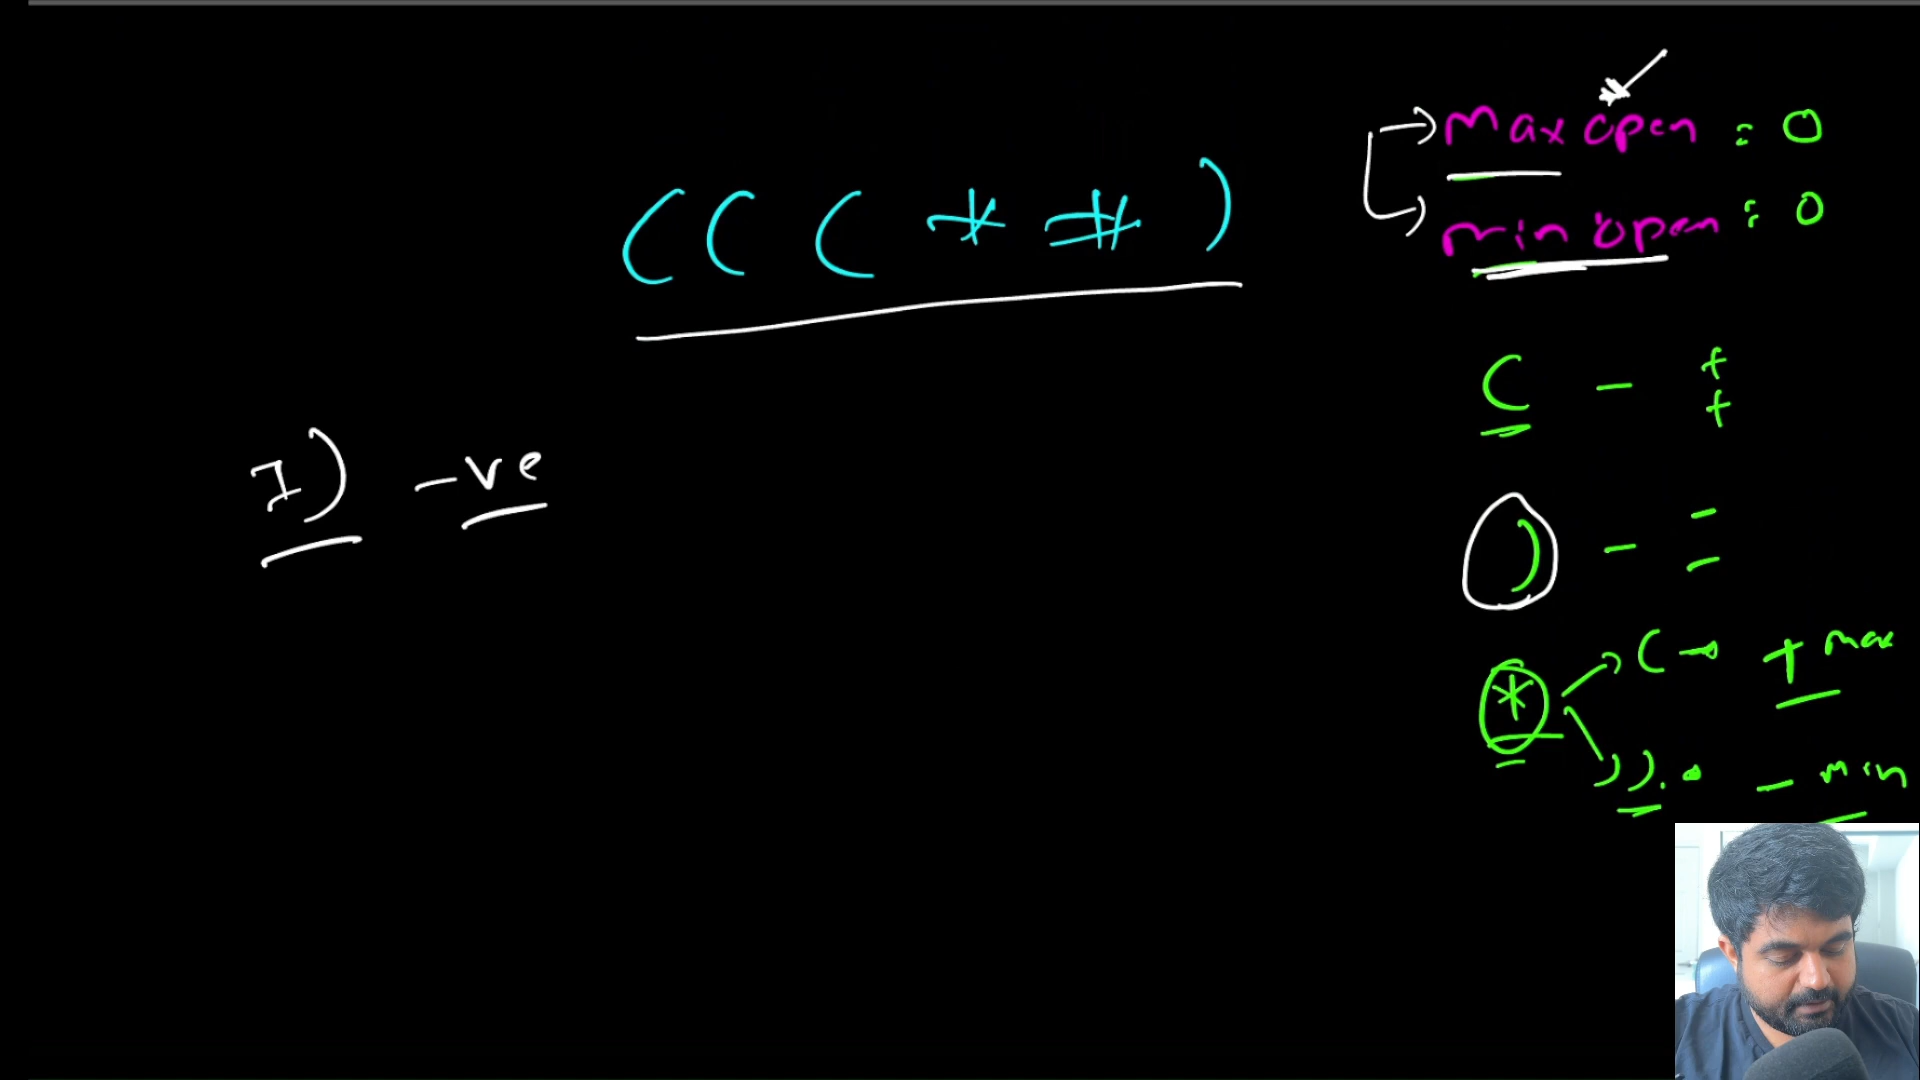 max open : 0
( ( ( * * )
min open : 0
( - + +
1) -ve
) - - -
* ( → + max
) . - min